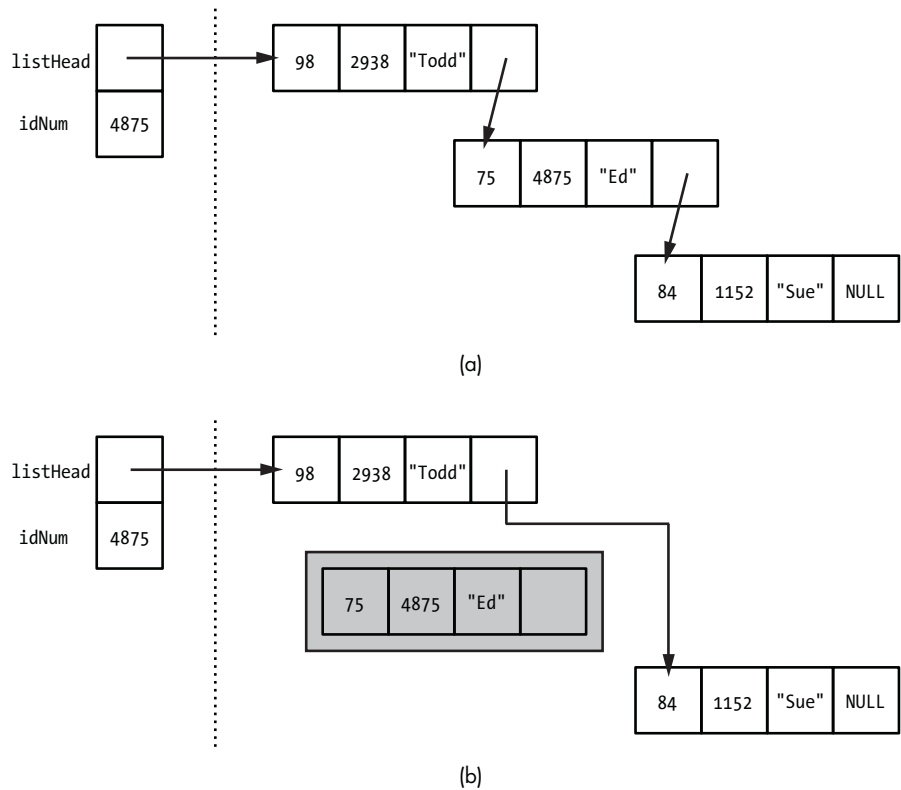 listHead 98 2938 "Todd"
idNum 4875
75 4875 "Ed"
84 1152 "Sue" NULL
(a)
listHead 98 2938 "Todd"
idNum 4875
75 4875 "Ed"
84 1152 "Sue" NULL
(b)